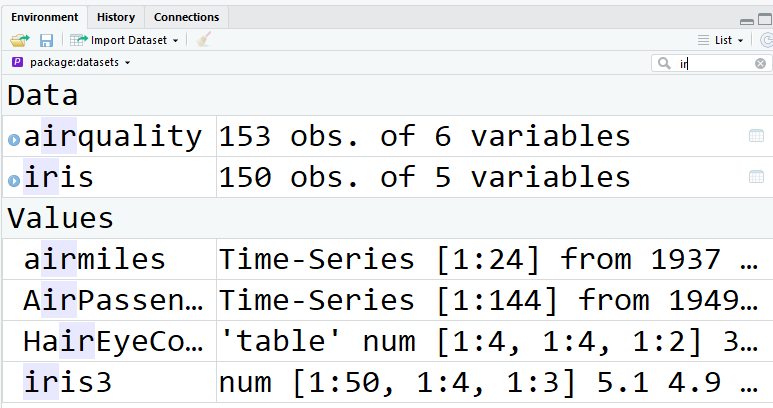 Environment History Connections
Import Dataset List
package:datasets ir
Data
airquality 153 obs. of 6 variables
iris 150 obs. of 5 variables
Values
airmiles Time-Series [1:24] from 1937 …
AirPassen… Time-Series [1:144] from 1949…
HairEyeCo… 'table' num [1:4, 1:4, 1:2] 3…
iris3 num [1:50, 1:4, 1:3] 5.1 4.9 …